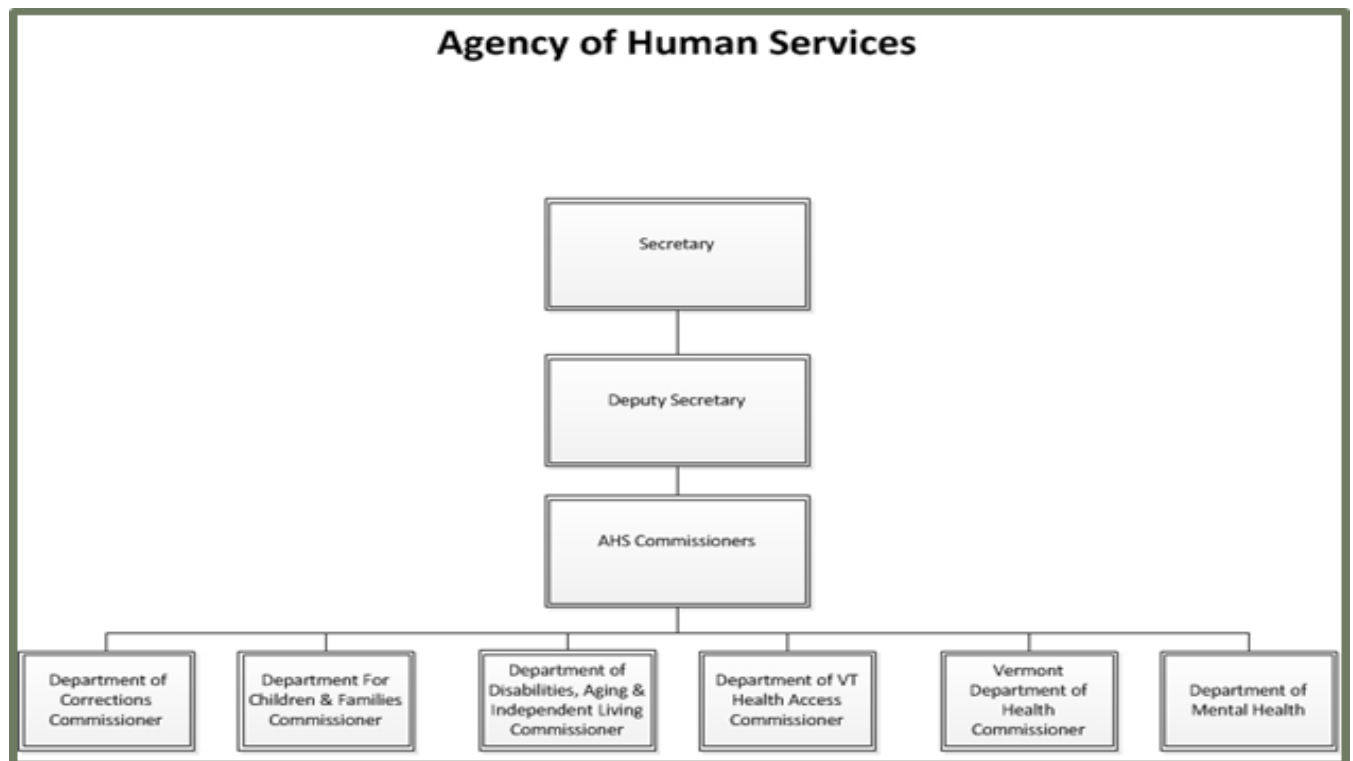 Agency of Human Services
Secretary
Deputy Secretary
AHS Commissioners
Department of
Corrections
Commissioner
Department For
Children & Families
Commissioner
Department of
Disabilities, Aging &
Independent Living
Commissioner
Department of VT
Health Access
Commissioner
Vermont
Department of
Health
Commissioner
Department of
Mental Health